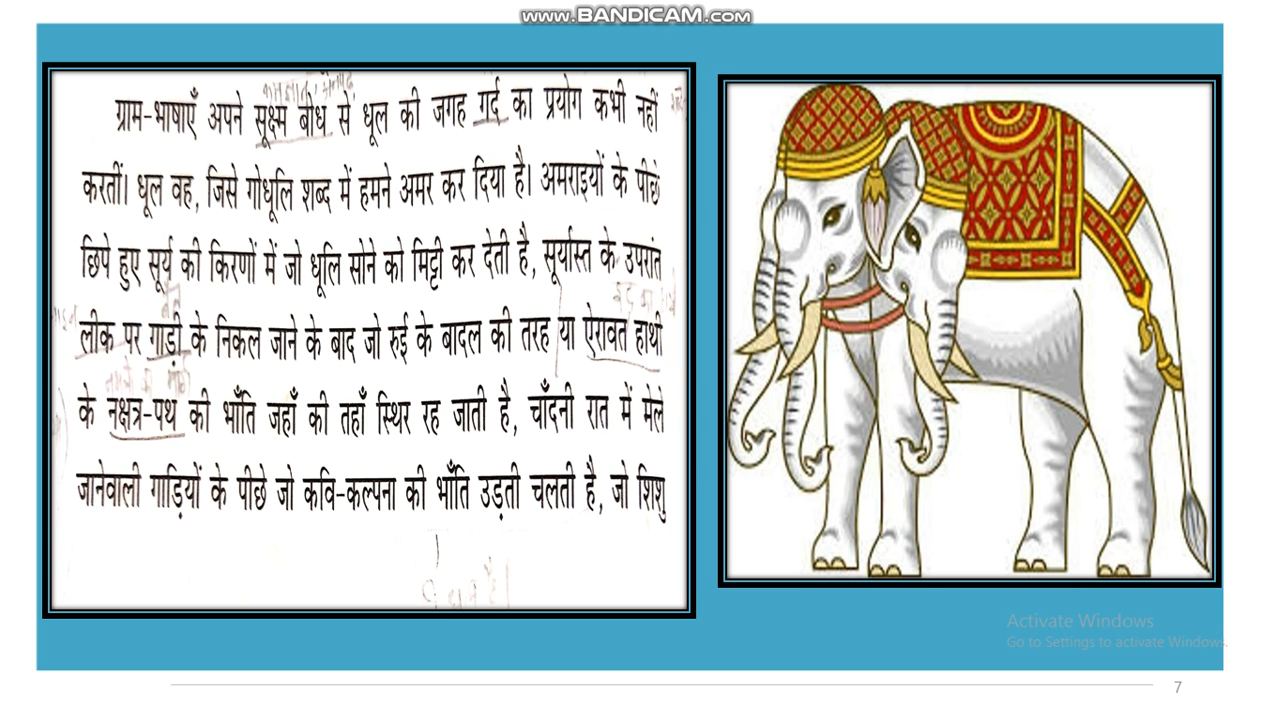 www.BANDICAM.com
ग्राम-भाषाएँ अपने सूक्ष्म बोध से धूल की जगह गर्द का प्रयोग कभी नहीं
करतीं। धूल वह, जिसे गोधूलि शब्द में हमने अमर कर दिया है। अमराइयों के पीछे
छिपे हुए सूर्य की किरणों में जो धूलि सोने को मिट्टी कर देती है, सूर्यास्त के उपरांत
लीक पर गाड़ी के निकल जाने के बाद जो रुई के बादल की तरह या ऐरावत हाथी
के नक्षत्र-पथ की भाँति जहाँ की तहाँ स्थिर रह जाती है, चाँदनी रात में मेले
जानेवाली गाड़ियों के पीछे जो कवि-कल्पना की भाँति उड़ती चलती है, जो शिशु
Activate Windows
Go to Settings to activate Windows.
7